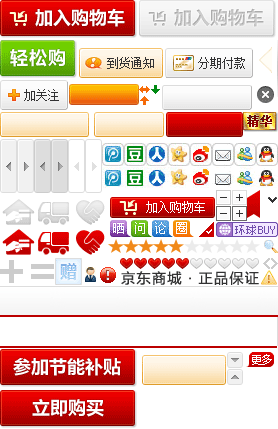 加入购物车 加入购物车
轻松购 到货通知 分期付款
加关注
精华
豆
豆
加入购物车
晒 问 论 圈 环球BUY
赠 京东商城·正品保证
参加节能补贴 更多
立即购买